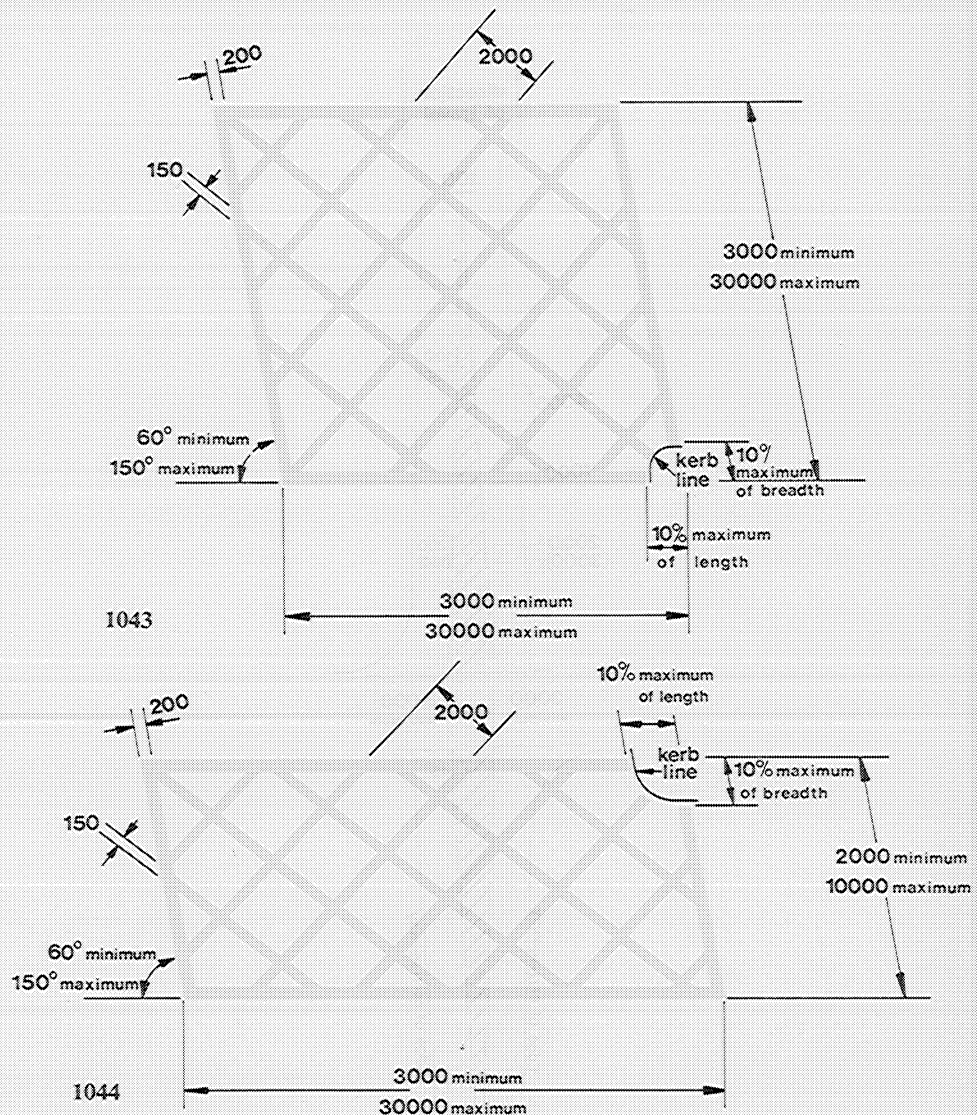 200
2000
150
3000 minimum
30000 maximum
60° minimum
150° maximum
kerb
line
10%
maximum
of breadth
10% maximum
of length
3000 minimum
30000 maximum
1043
10% maximum
of length
200
2000
kerb
line
10% maximum
of breadth
150
2000 minimum
10000 maximum
60° minimum
150° maximum
3000 minimum
30000 maximum
1044